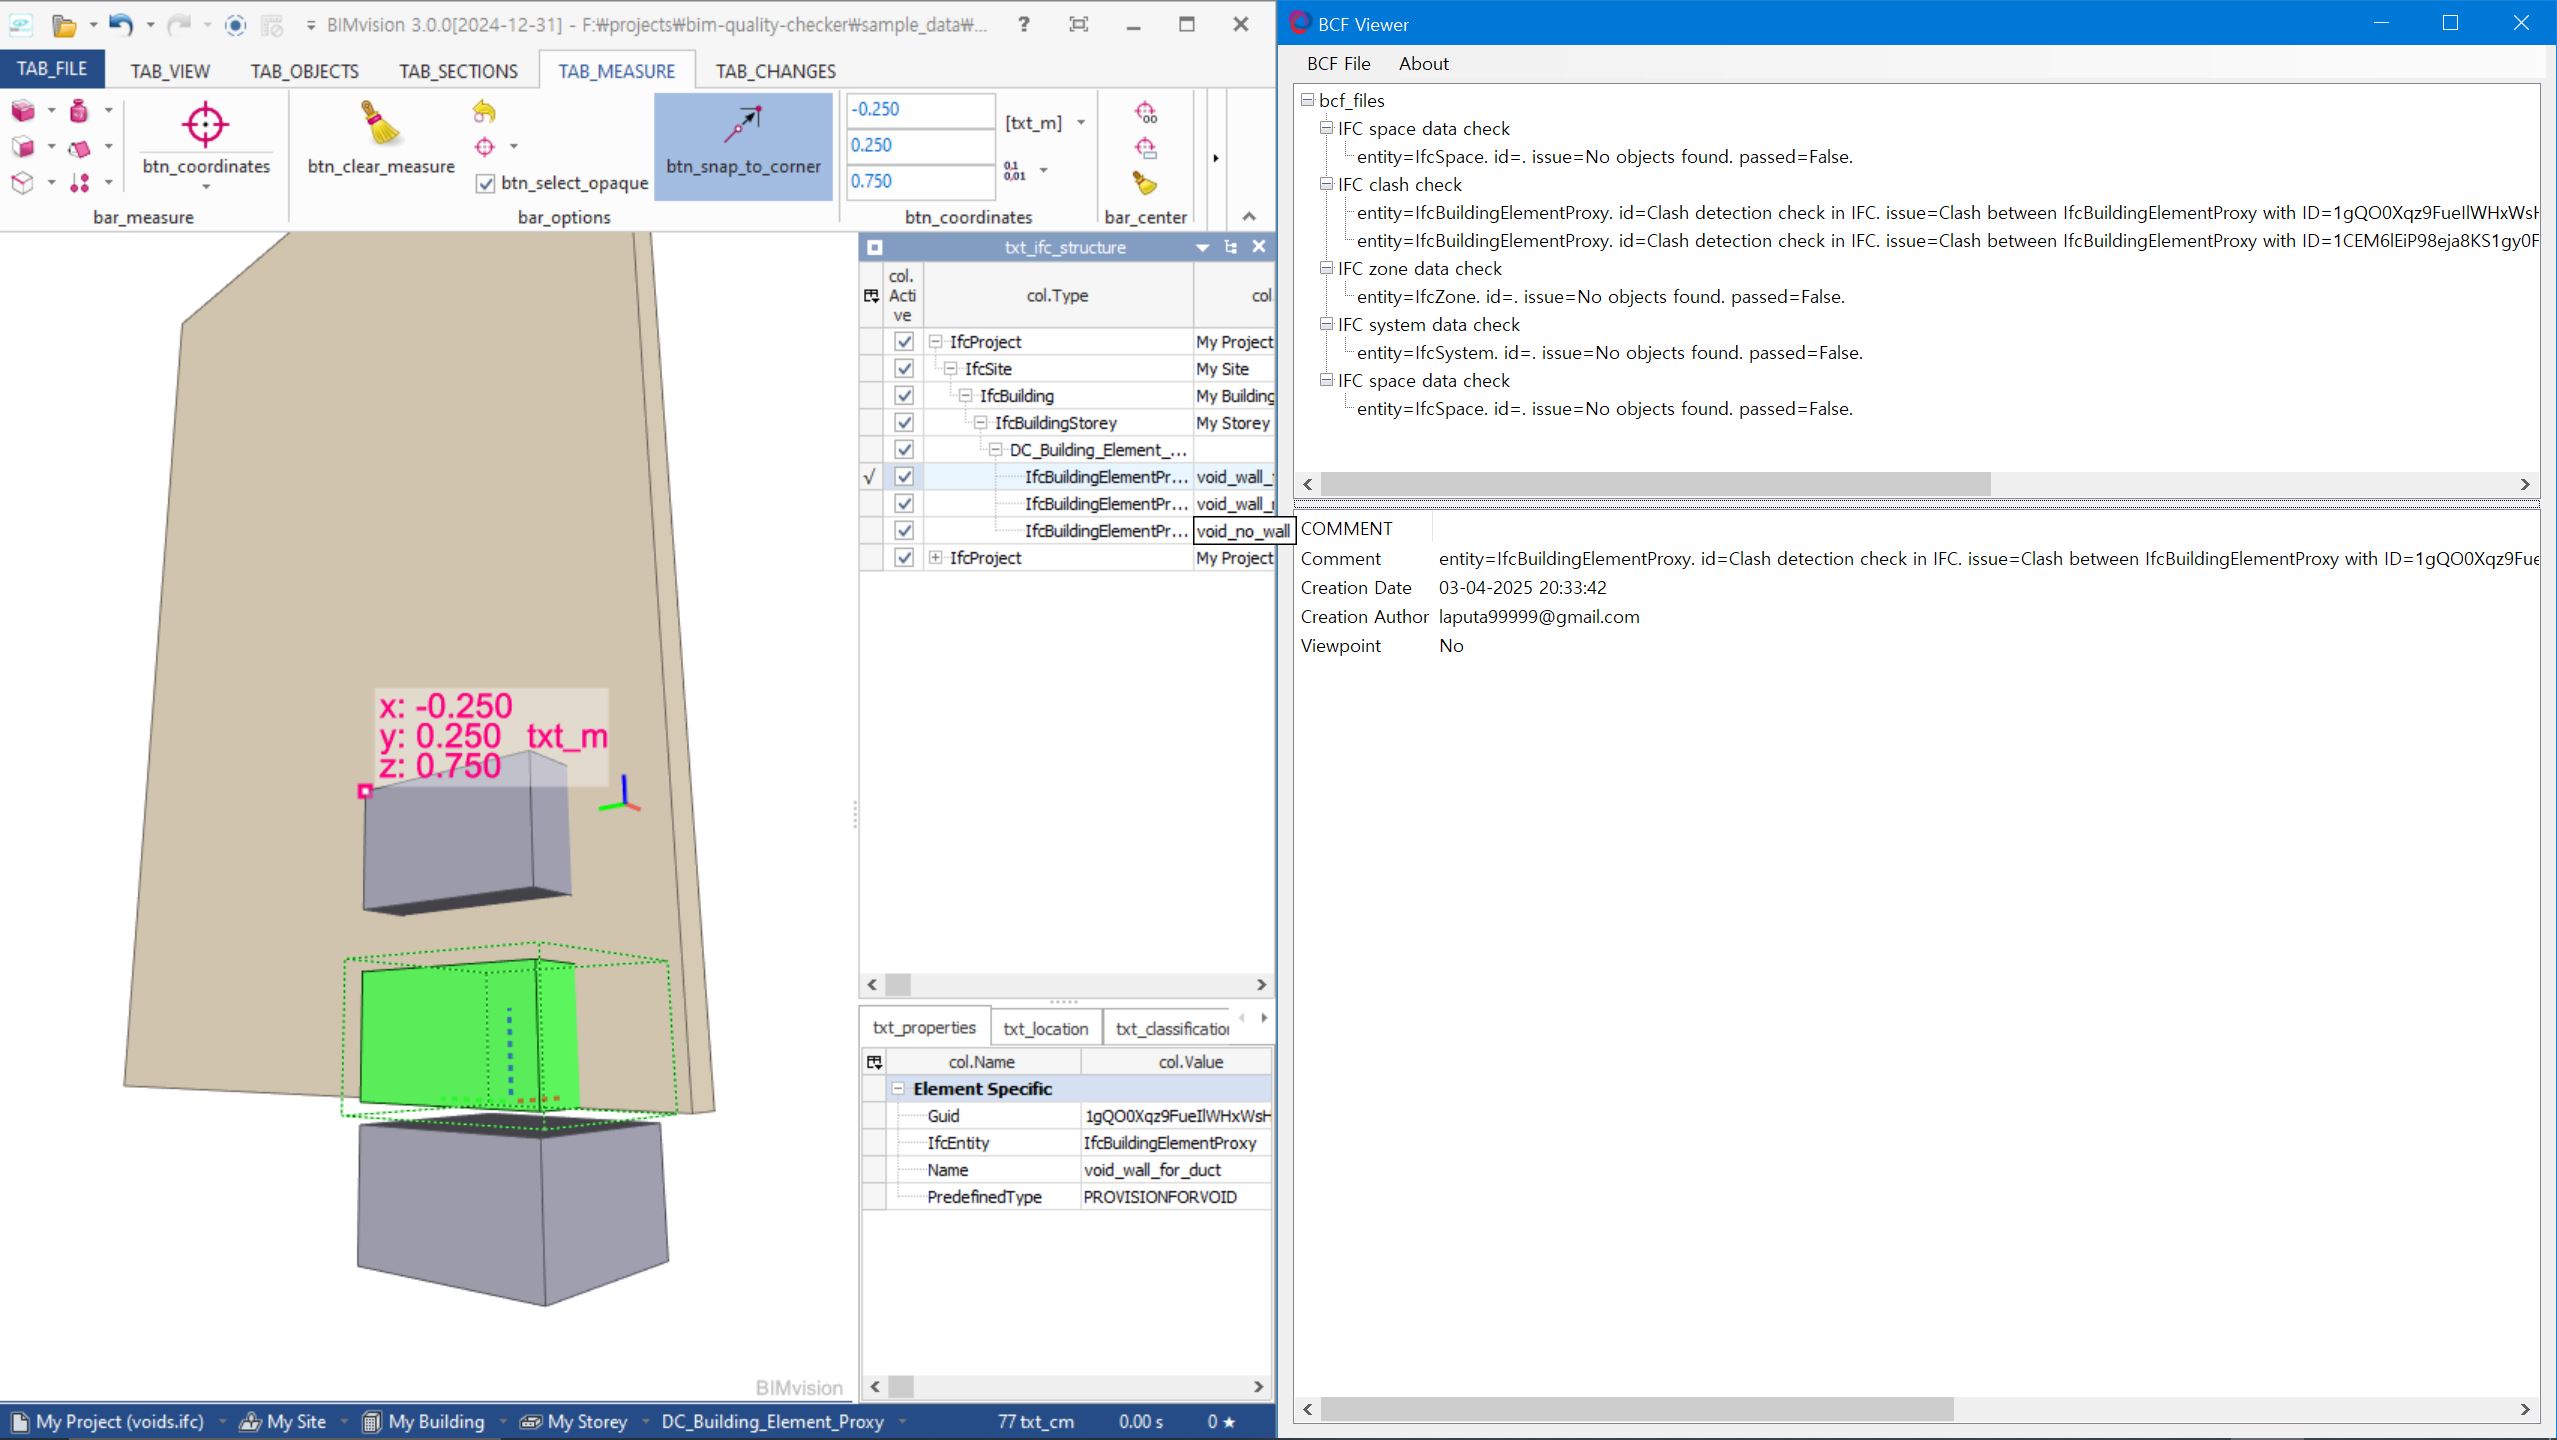 BIMvision 3.0.0[2024-12-31] - F:₩projects₩bim-quality-checker₩sample_data₩...
?
TAB_FILE TAB_VIEW TAB_OBJECTS TAB_SECTIONS TAB_MEASURE TAB_CHANGES
btn_coordinates
bar_measure
btn_clear_measure
btn_select_opaque
btn_snap_to_corner
bar_options
-0.250
0.250
0.750
[txt_m]
0,1
0,01
btn_coordinates
bar_center
x: -0.250
y: 0.250 txt_m
z: 0.750
BIMvision
txt_ifc_structure
col.Active col.Type col
IfcProject My Project
IfcSite My Site
IfcBuilding My Building
IfcBuildingStorey My Storey
DC_Building_Element_...
IfcBuildingElementPr... void_wall_
IfcBuildingElementPr... void_wall_
IfcBuildingElementPr... void_no_wall
IfcProject My Project
txt_properties txt_location txt_classification
col.Name col.Value
Element Specific
Guid 1gQO0Xqz9FueIlWHxWsH
IfcEntity IfcBuildingElementProxy
Name void_wall_for_duct
PredefinedType PROVISIONFORVOID
My Project (voids.ifc) My Site My Building My Storey DC_Building_Element_Proxy 77 txt_cm 0.00 s 0 ★
BCF Viewer
BCF File About
bcf_files
IFC space data check
entity=IfcSpace. id=. issue=No objects found. passed=False.
IFC clash check
entity=IfcBuildingElementProxy. id=Clash detection check in IFC. issue=Clash between IfcBuildingElementProxy with ID=1gQO0Xqz9FueIlWHxWsH
entity=IfcBuildingElementProxy. id=Clash detection check in IFC. issue=Clash between IfcBuildingElementProxy with ID=1CEM6lEiP98eja8KS1gy0F
IFC zone data check
entity=IfcZone. id=. issue=No objects found. passed=False.
IFC system data check
entity=IfcSystem. id=. issue=No objects found. passed=False.
IFC space data check
entity=IfcSpace. id=. issue=No objects found. passed=False.
COMMENT
Comment entity=IfcBuildingElementProxy. id=Clash detection check in IFC. issue=Clash between IfcBuildingElementProxy with ID=1gQO0Xqz9Fue
Creation Date 03-04-2025 20:33:42
Creation Author laputa99999@gmail.com
Viewpoint No